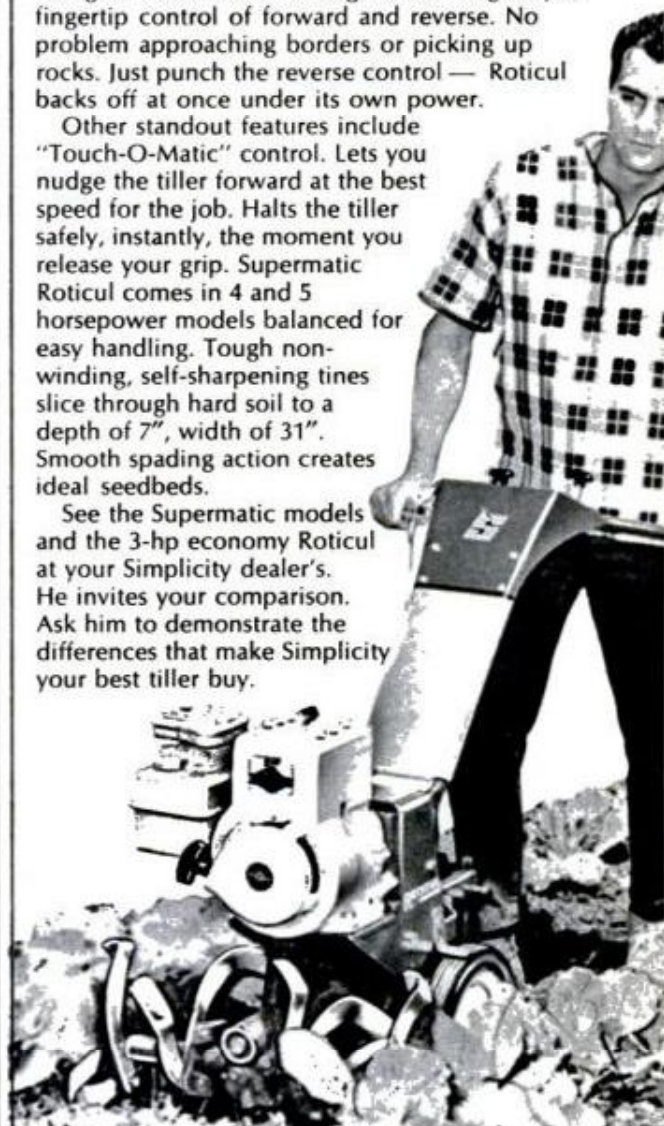 fingertip control of forward and reverse. No
problem approaching borders or picking up
rocks. Just punch the reverse control — Roticul
backs off at once under its own power.
Other standout features include
"Touch-O-Matic" control. Lets you
nudge the tiller forward at the best
speed for the job. Halts the tiller
safely, instantly, the moment you
release your grip. Supermatic
Roticul comes in 4 and 5
horsepower models balanced for
easy handling. Tough non-
winding, self-sharpening tines
slice through hard soil to a
depth of 7", width of 31".
Smooth spading action creates
ideal seedbeds.
See the Supermatic models
and the 3-hp economy Roticul
at your Simplicity dealer's.
He invites your comparison.
Ask him to demonstrate the
differences that make Simplicity
your best tiller buy.